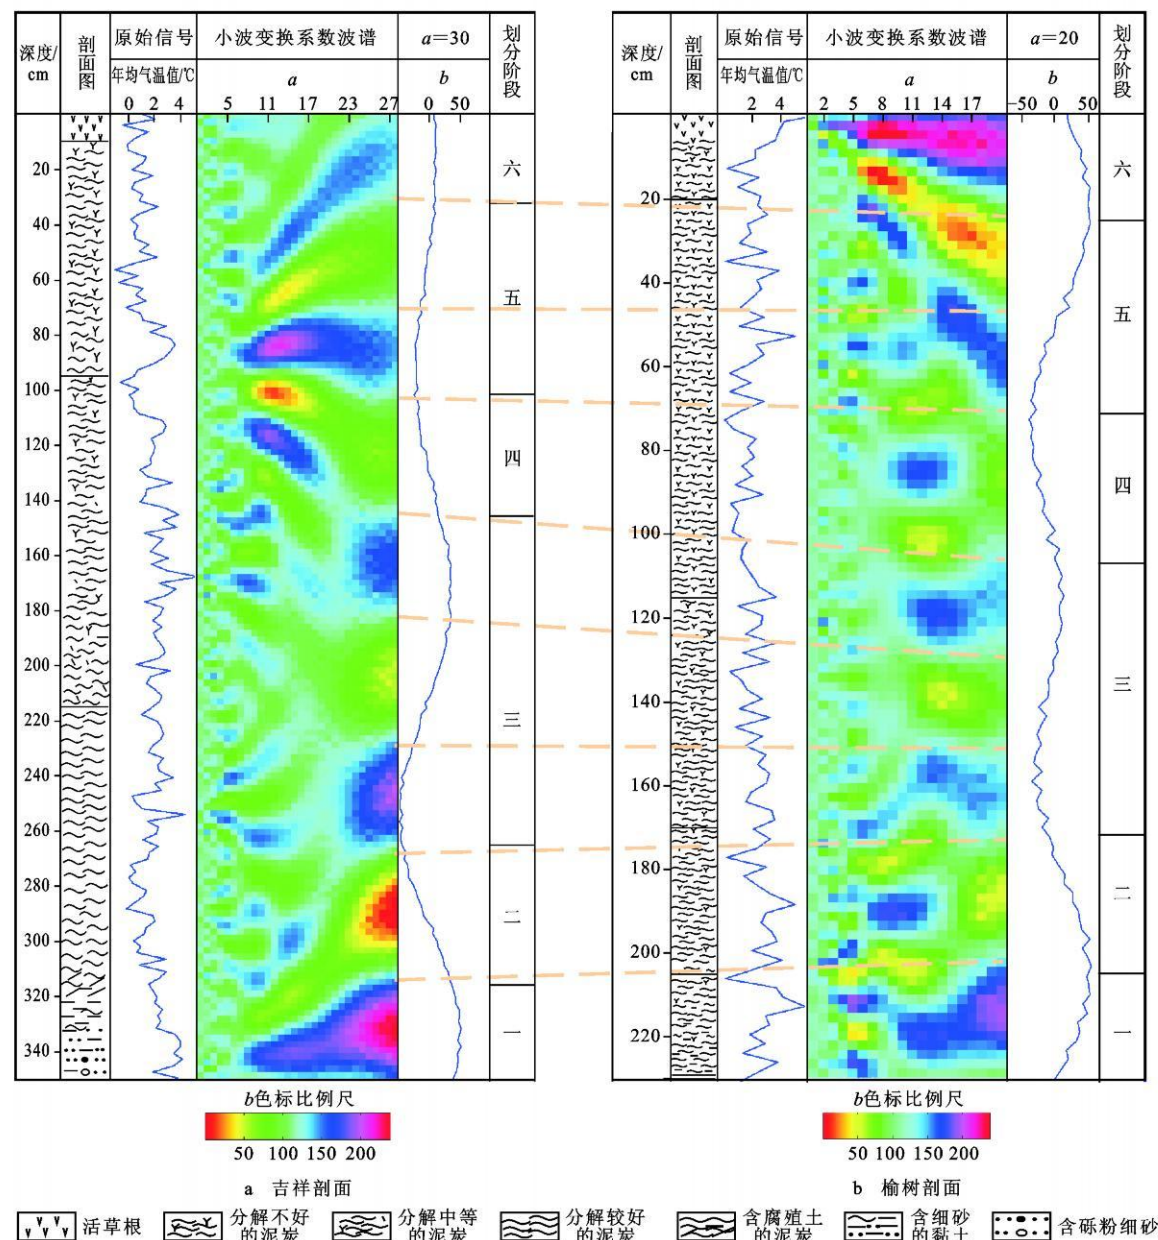 深度/cm
剖面图
原始信号
小波变换系数波谱
a=30
划分阶段
年均气温值/℃
a
b
0 2 4
5 11 17 23 27
0 50
20
40
60
80
100
120
140
160
180
200
220
240
260
280
300
320
340
六
五
四
三
二
一
b色标比例尺
50 100 150 200
a 吉祥剖面
深度/cm
剖面图
原始信号
小波变换系数波谱
a=20
划分阶段
年均气温值/℃
a
b
2 4
2 5 8 11 14 17
-50 0 50
20
40
60
80
100
120
140
160
180
200
220
六
五
四
三
二
一
b色标比例尺
50 100 150 200
b 榆树剖面
活草根
分解不好的泥炭
分解中等的泥炭
分解较好的泥炭
含腐殖土的泥炭
含细砂的黏土
含砾粉细砂